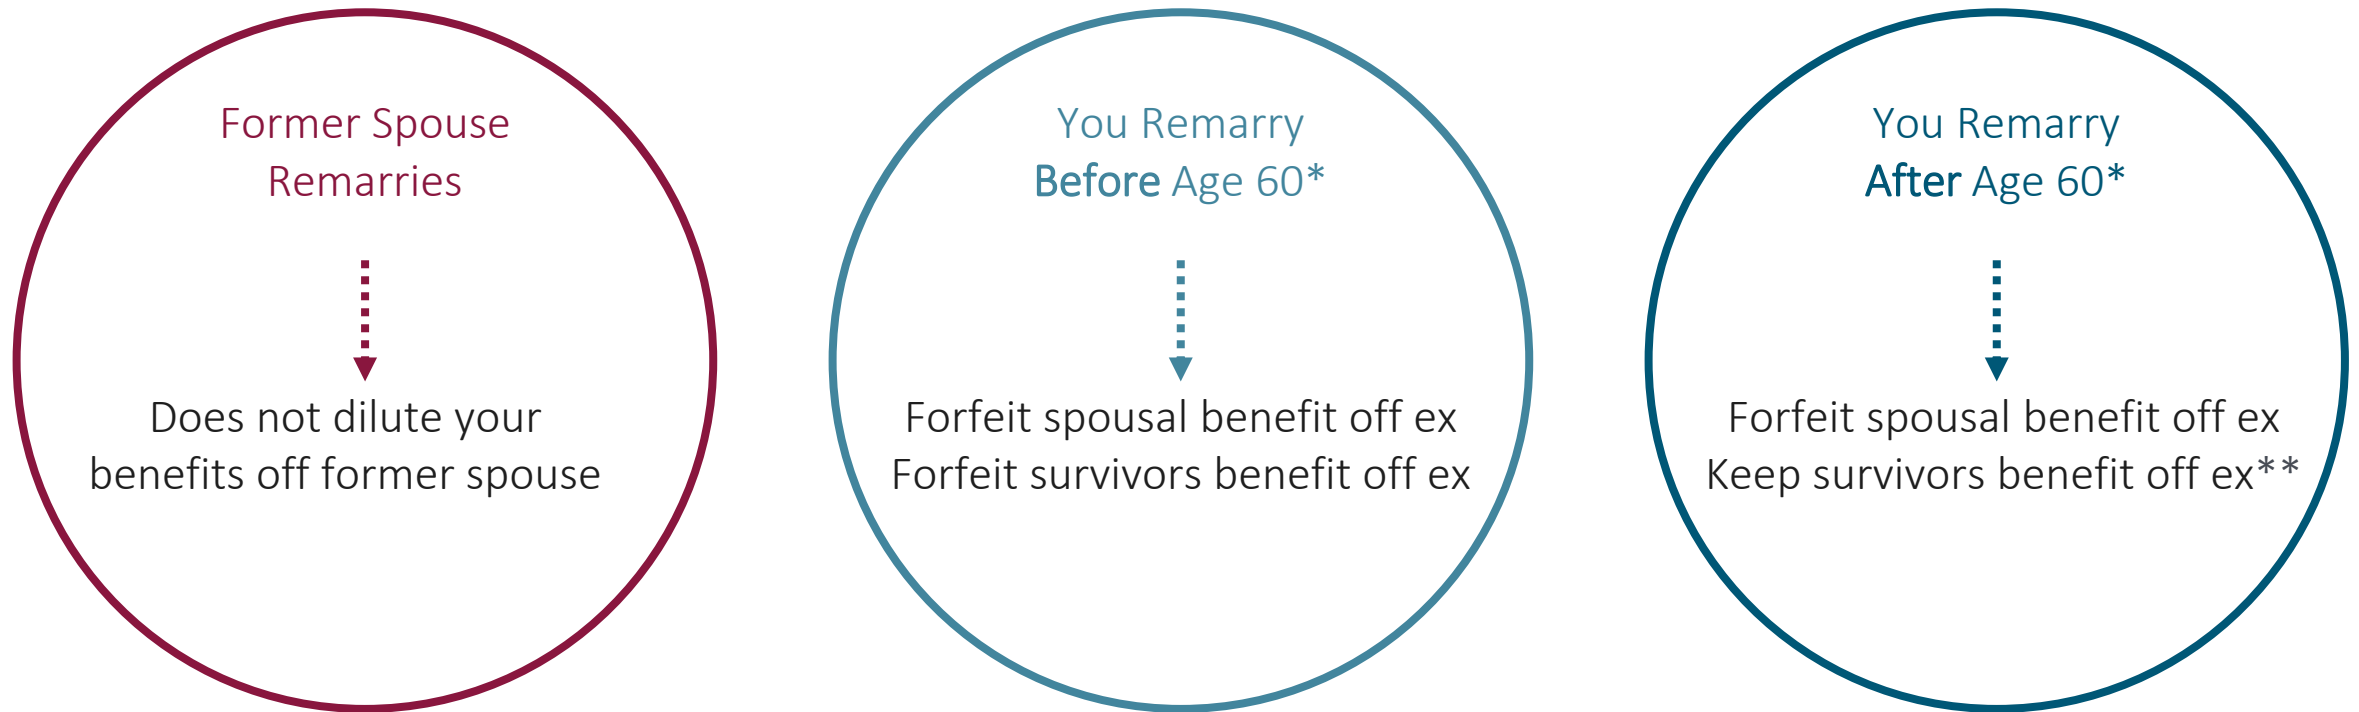 Former Spouse
Remarries
Does not dilute your
benefits off former spouse
You Remarry
Before Age 60*
Forfeit spousal benefit off ex
Forfeit survivors benefit off ex
You Remarry
After Age 60*
Forfeit spousal benefit off ex
Keep survivors benefit off ex**